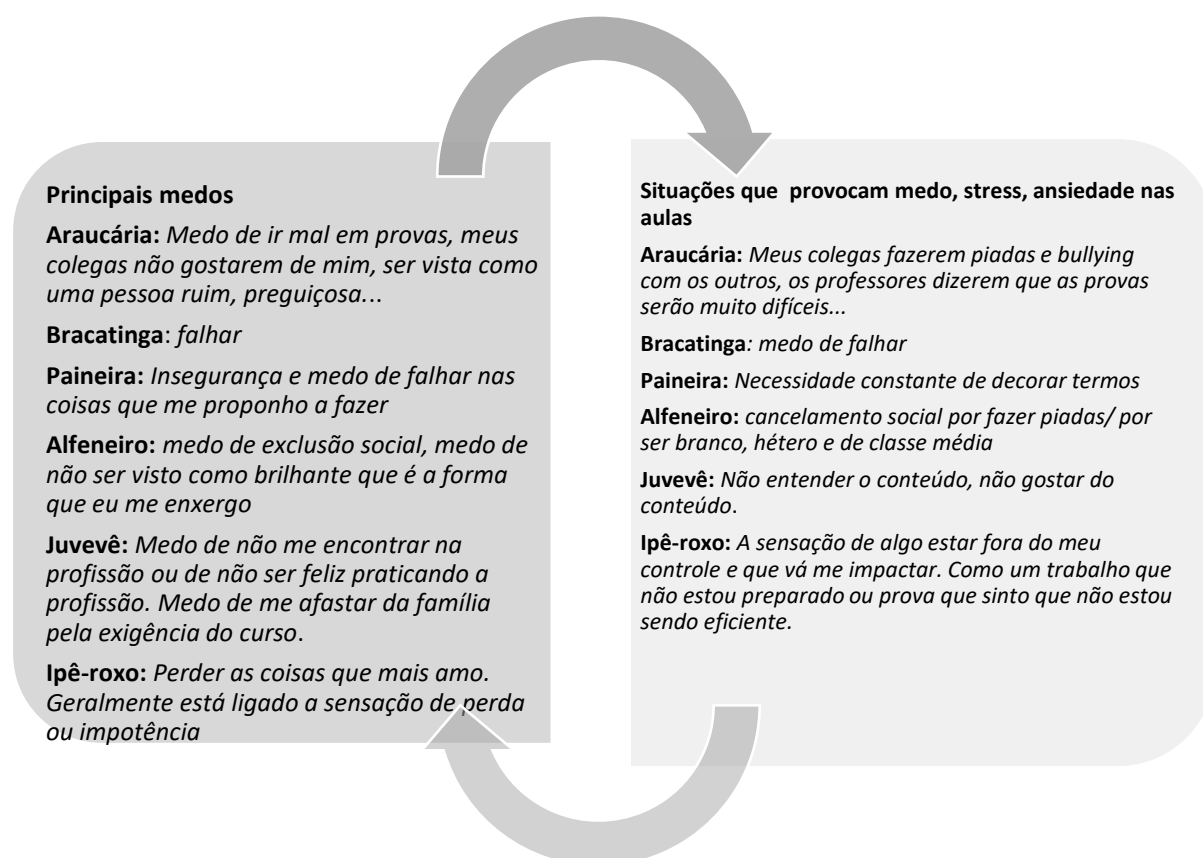 Principais medos
Araucária: Medo de ir mal em provas, meus
colegas não gostarem de mim, ser vista como
uma pessoa ruim, preguiçosa...
Bracatinga: falhar
Paineira: Insegurança e medo de falhar nas
coisas que me proponho a fazer
Alfeneiro: medo de exclusão social, medo de
não ser visto como brilhante que é a forma
que eu me enxergo
Juvevê: Medo de não me encontrar na
profissão ou de não ser feliz praticando a
profissão. Medo de me afastar da família
pela exigência do curso.
Ipê-roxo: Perder as coisas que mais amo.
Geralmente está ligado a sensação de perda
ou impotência
Situações que provocam medo, stress, ansiedade nas
aulas
Araucária: Meus colegas fazerem piadas e bullying
com os outros, os professores dizerem que as provas
serão muito difíceis...
Bracatinga: medo de falhar
Paineira: Necessidade constante de decorar termos
Alfeneiro: cancelamento social por fazer piadas/ por
ser branco, hétero e de classe média
Juvevê: Não entender o conteúdo, não gostar do
conteúdo.
Ipê-roxo: A sensação de algo estar fora do meu
controle e que vá me impactar. Como um trabalho que
não estou preparado ou prova que sinto que não estou
sendo eficiente.